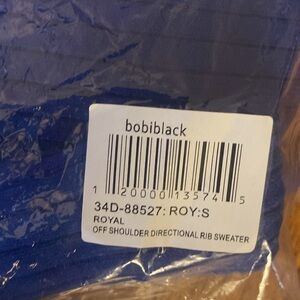 bobiblack
1 20000 13574 5
34D-88527: ROY:S
ROYAL
OFF SHOULDER DIRECTIONAL RIB SWEATER